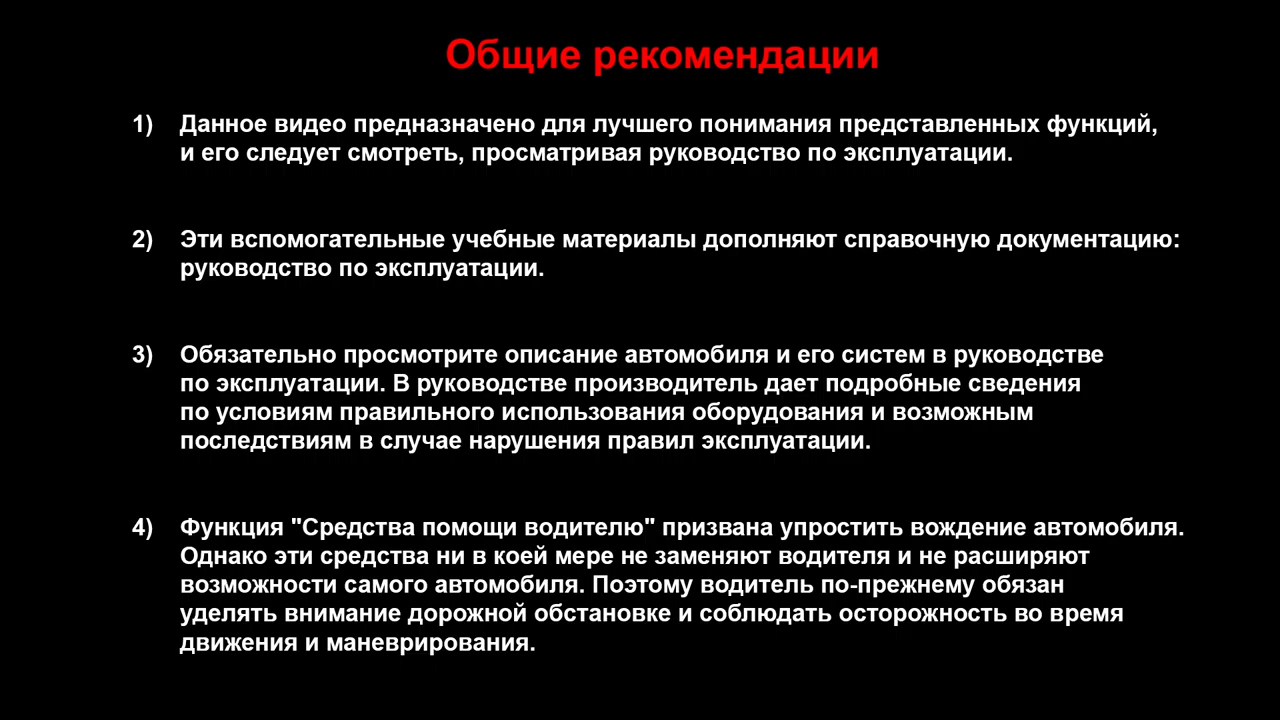 Общие рекомендации
1) Данное видео предназначено для лучшего понимания представленных функций,
и его следует смотреть, просматривая руководство по эксплуатации.
2) Эти вспомогательные учебные материалы дополняют справочную документацию:
руководство по эксплуатации.
3) Обязательно просмотрите описание автомобиля и его систем в руководстве
по эксплуатации. В руководстве производитель дает подробные сведения
по условиям правильного использования оборудования и возможным
последствиям в случае нарушения правил эксплуатации.
4) Функция "Средства помощи водителю" призвана упростить вождение автомобиля.
Однако эти средства ни в коей мере не заменяют водителя и не расширяют
возможности самого автомобиля. Поэтому водитель по-прежнему обязан
уделять внимание дорожной обстановке и соблюдать осторожность во время
движения и маневрирования.